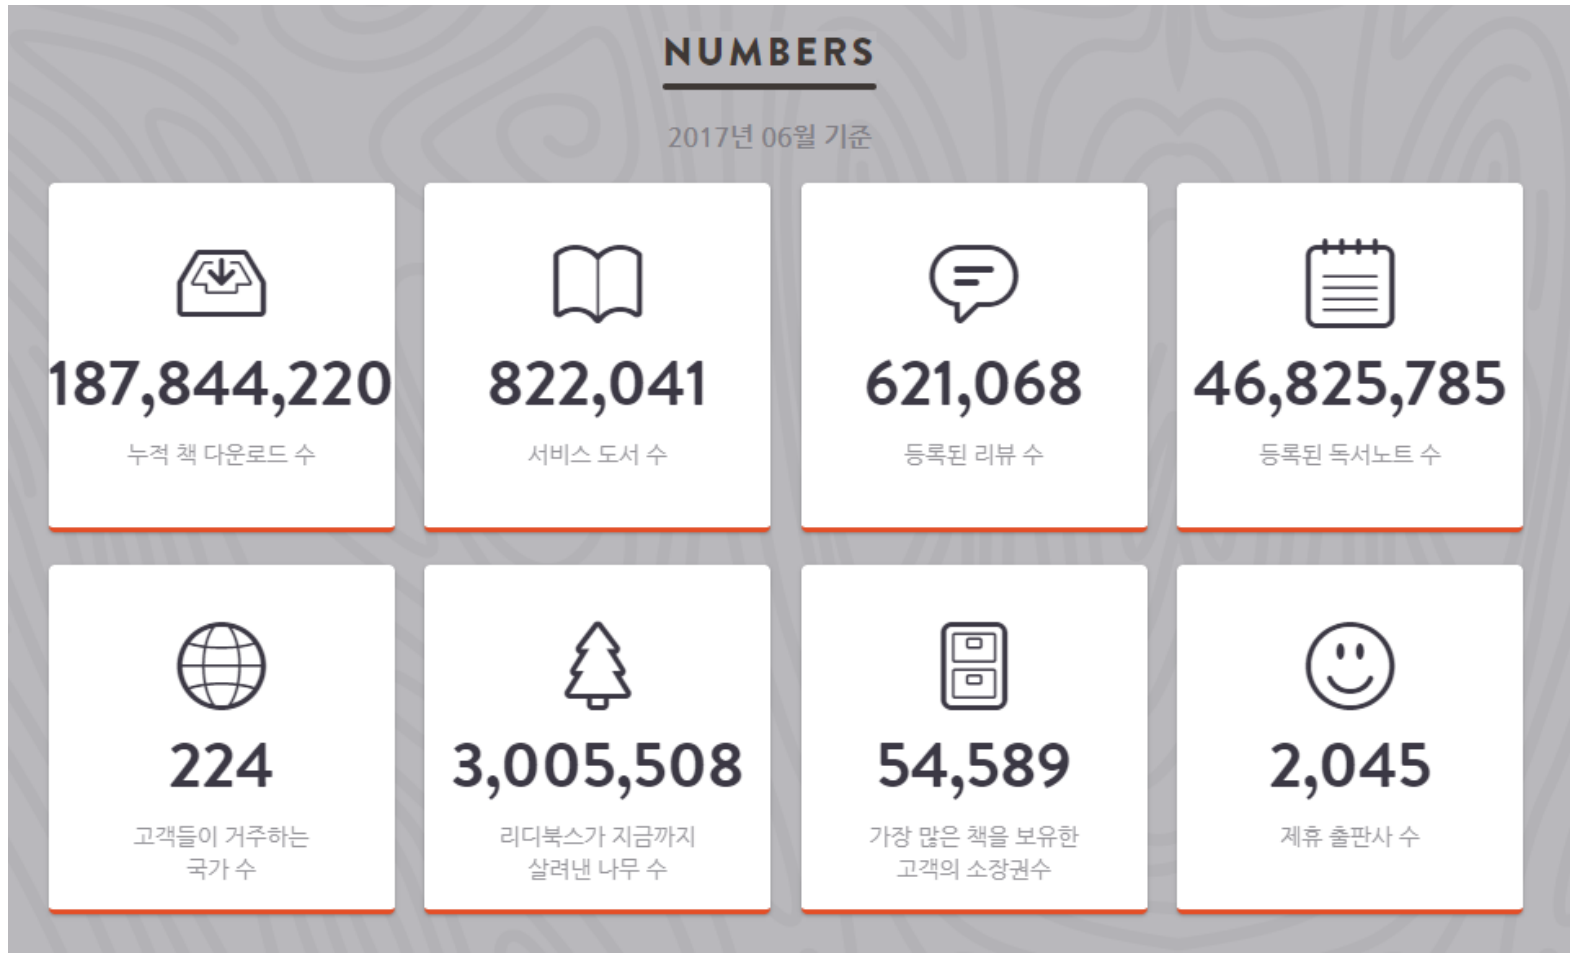 NUMBERS
2017년 06월 기준
187,844,220
누적 책 다운로드 수
822,041
서비스 도서 수
621,068
등록된 리뷰 수
46,825,785
등록된 독서노트 수
224
고객들이 거주하는
국가 수
3,005,508
리디북스가 지금까지
살려낸 나무 수
54,589
가장 많은 책을 보유한
고객의 소장권수
2,045
제휴 출판사 수